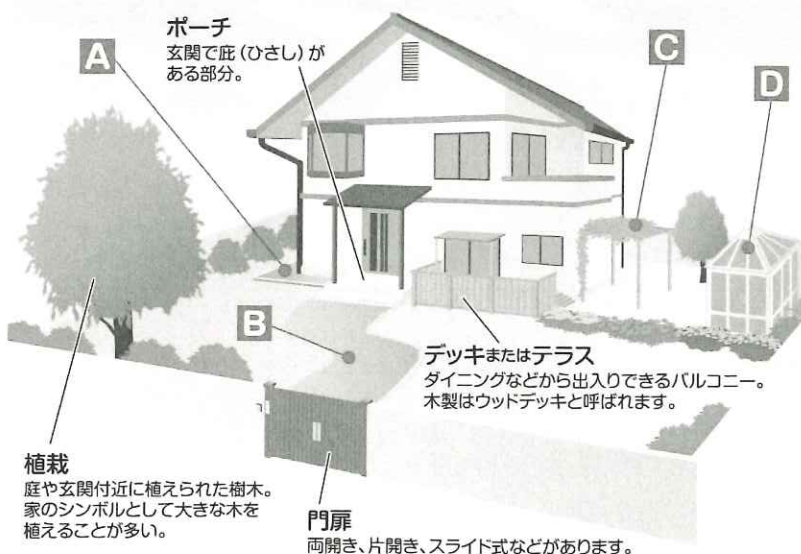 ポーチ
玄関で庇(ひさし)が
ある部分。
A
C
D
B
デッキまたはテラス
ダイニングなどから出入りできるバルコニー。
木製はウッドデッキと呼ばれます。
植栽
庭や玄関付近に植えられた樹木。
家のシンボルとして大きな木を
植えることが多い。
門扉
両開き、片開き、スライド式などがあります。